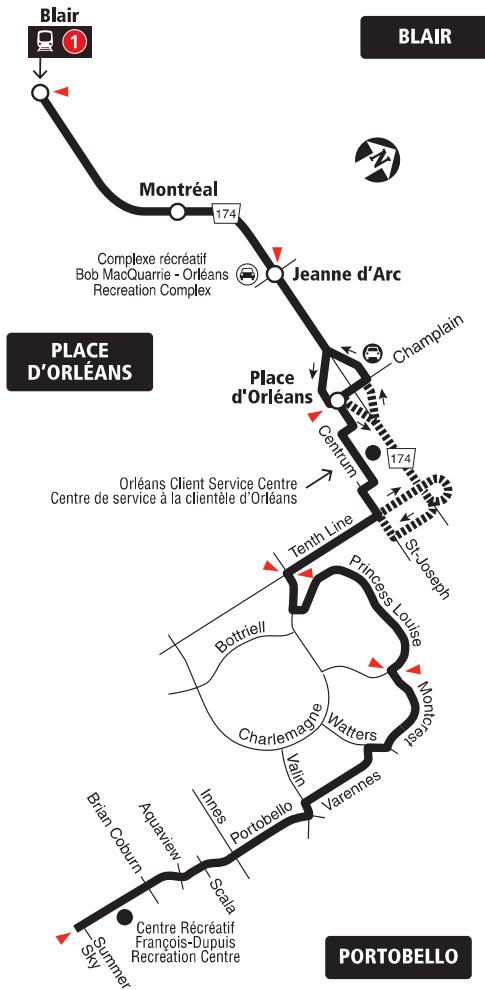 Blair
1
BLAIR
N
Montréal
174
Complexe récréatif
Bob MacQuarrie - Orléans
Recreation Complex
Jeanne d'Arc
PLACE
D'ORLÉANS
Champlain
Place
d'Orléans
Centrum
174
Orléans Client Service Centre
Centre de service à la clientèle d'Orléans
Tenth Line
St-Joseph
Princess Louise
Bottriell
Montcrest
Charlemagne
Watters
Valin
Varennes
Innes
Portobello
Aquaview
Brian Coburn
Scala
Centre Récréatif
François-Dupuis
Recreation Centre
Summer
Sky
PORTOBELLO